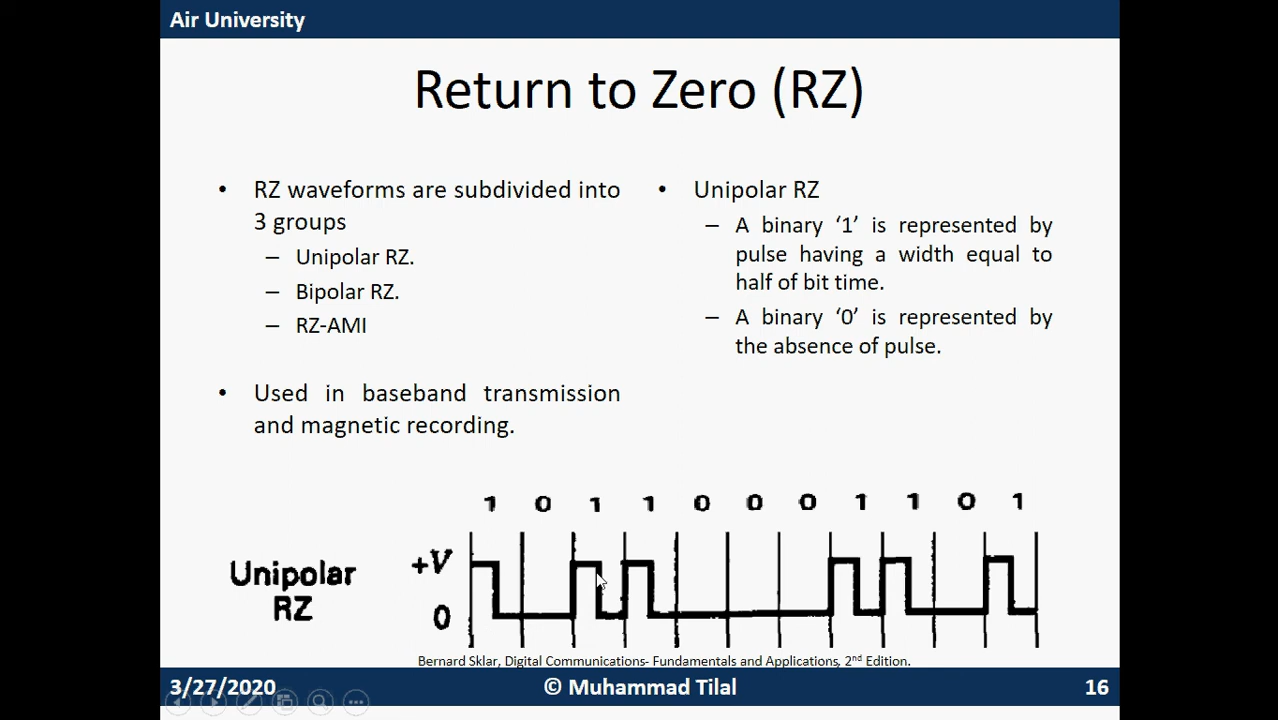 Air University
Return to Zero (RZ)
• RZ waveforms are subdivided into
3 groups
– Unipolar RZ.
– Bipolar RZ.
– RZ-AMI
• Used in baseband transmission
and magnetic recording.
• Unipolar RZ
– A binary ‘1’ is represented by
pulse having a width equal to
half of bit time.
– A binary ‘0’ is represented by
the absence of pulse.
1 0 1 1 0 0 0 1 1 0 1
+V
Unipolar
RZ
0
Bernard Sklar, Digital Communications- Fundamentals and Applications, 2nd Edition.
3/27/2020
© Muhammad Tilal
16